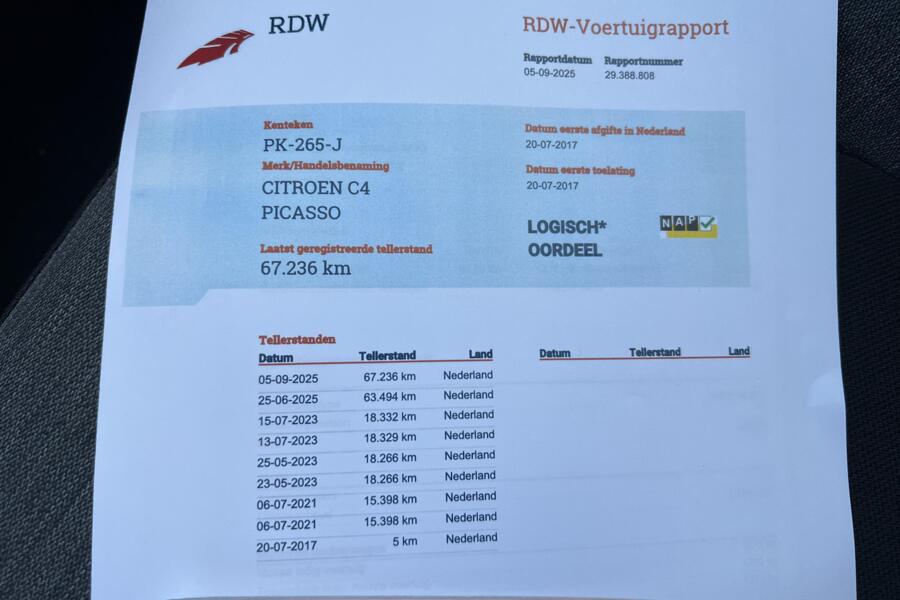 RDW
RDW-Voertuigrapport
Rapportdatum Rapportnummer
05-09-2025 29.388.808
Kenteken
PK-265-J
Merk/Handelsbenaming
CITROEN C4
PICASSO
Laatst geregistreerde tellerstand
67.236 km
Datum eerste afgifte in Nederland
20-07-2017
Datum eerste toelating
20-07-2017
LOGISCH*
OORDEEL
NAP
Tellerstanden
Datum Tellerstand Land
05-09-2025 67.236 km Nederland
25-06-2025 63.494 km Nederland
15-07-2023 18.332 km Nederland
13-07-2023 18.329 km Nederland
25-05-2023 18.266 km Nederland
23-05-2023 18.266 km Nederland
06-07-2021 15.398 km Nederland
06-07-2021 15.398 km Nederland
20-07-2017 5 km Nederland
Datum Tellerstand Land